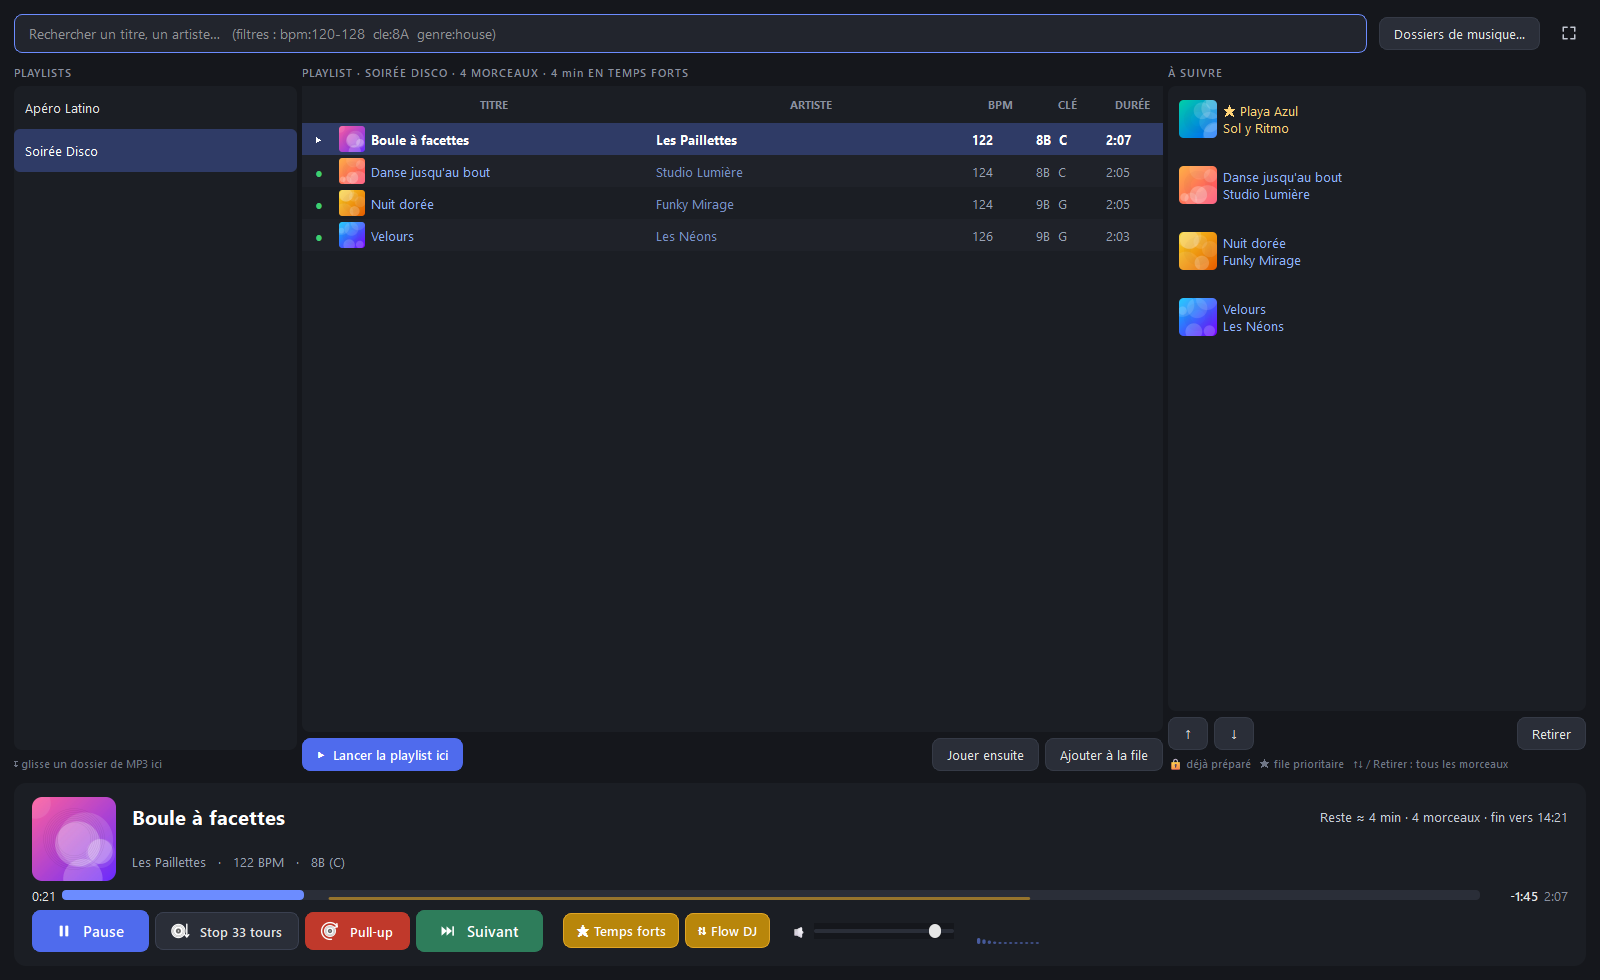 Rechercher un titre, un artiste... (filtres : bpm:120-128 cle:8A genre:house)
Dossiers de musique...
PLAYLISTS
Apéro Latino
Soirée Disco
glisse un dossier de MP3 ici
PLAYLIST · SOIRÉE DISCO · 4 MORCEAUX · 4 min EN TEMPS FORTS
TITRE ARTISTE BPM CLÉ DURÉE
Boule à facettes Les Paillettes 122 8B C 2:07
Danse jusqu'au bout Studio Lumière 124 8B C 2:05
Nuit dorée Funky Mirage 124 9B G 2:05
Velours Les Néons 126 9B G 2:03
Lancer la playlist ici
Jouer ensuite
Ajouter à la file
À SUIVRE
★ Playa Azul
Sol y Ritmo
Danse jusqu'au bout
Studio Lumière
Nuit dorée
Funky Mirage
Velours
Les Néons
↑ ↓ Retirer
🔒 déjà préparé ★ file prioritaire ↑↓ / Retirer : tous les morceaux
Boule à facettes
Les Paillettes · 122 BPM · 8B (C)
Reste ≈ 4 min · 4 morceaux · fin vers 14:21
0:21 -1:45 2:07
Pause
Stop 33 tours
Pull-up
Suivant
★ Temps forts
⇅ Flow DJ